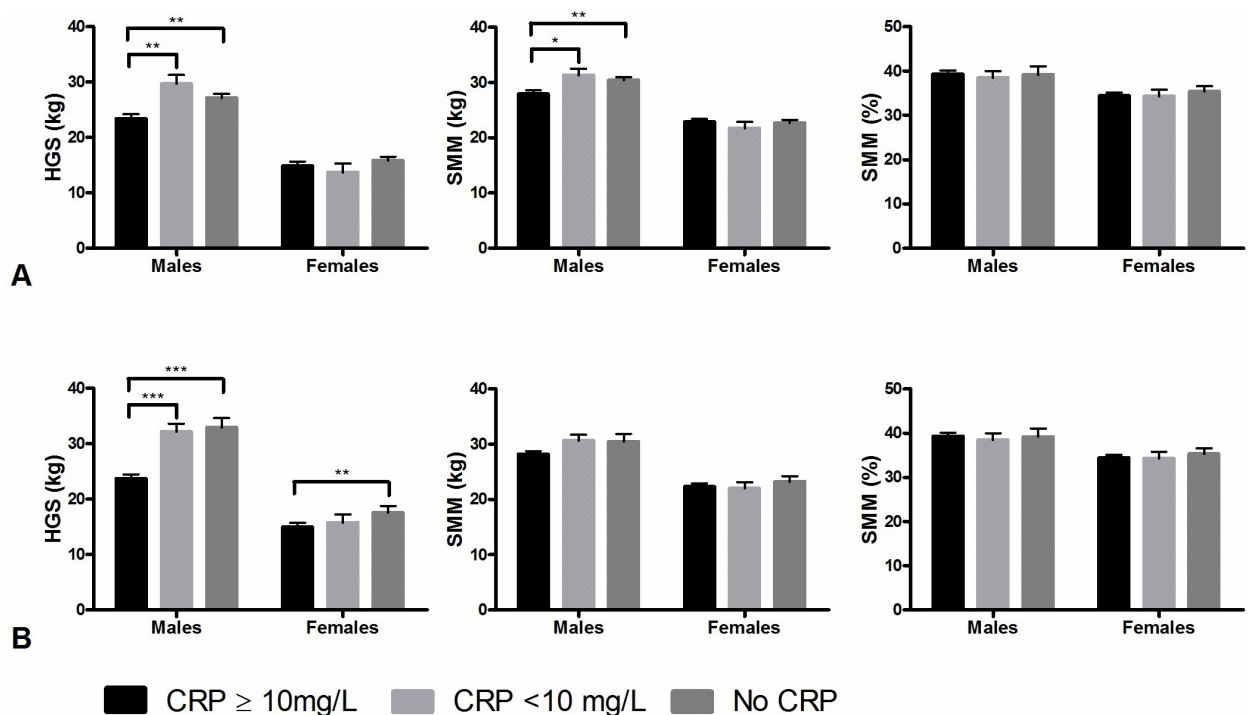 40
30
20
10
0
HGS (kg)
**
**
Males
Females
40
30
20
10
0
SMM (kg)
**
*
Males
Females
50
40
30
20
10
0
SMM (%)
Males
Females
A
40
30
20
10
0
HGS (kg)
***
***
**
Males
Females
40
30
20
10
0
SMM (kg)
Males
Females
50
40
30
20
10
0
SMM (%)
Males
Females
B
CRP ≥ 10mg/L
CRP <10 mg/L
No CRP